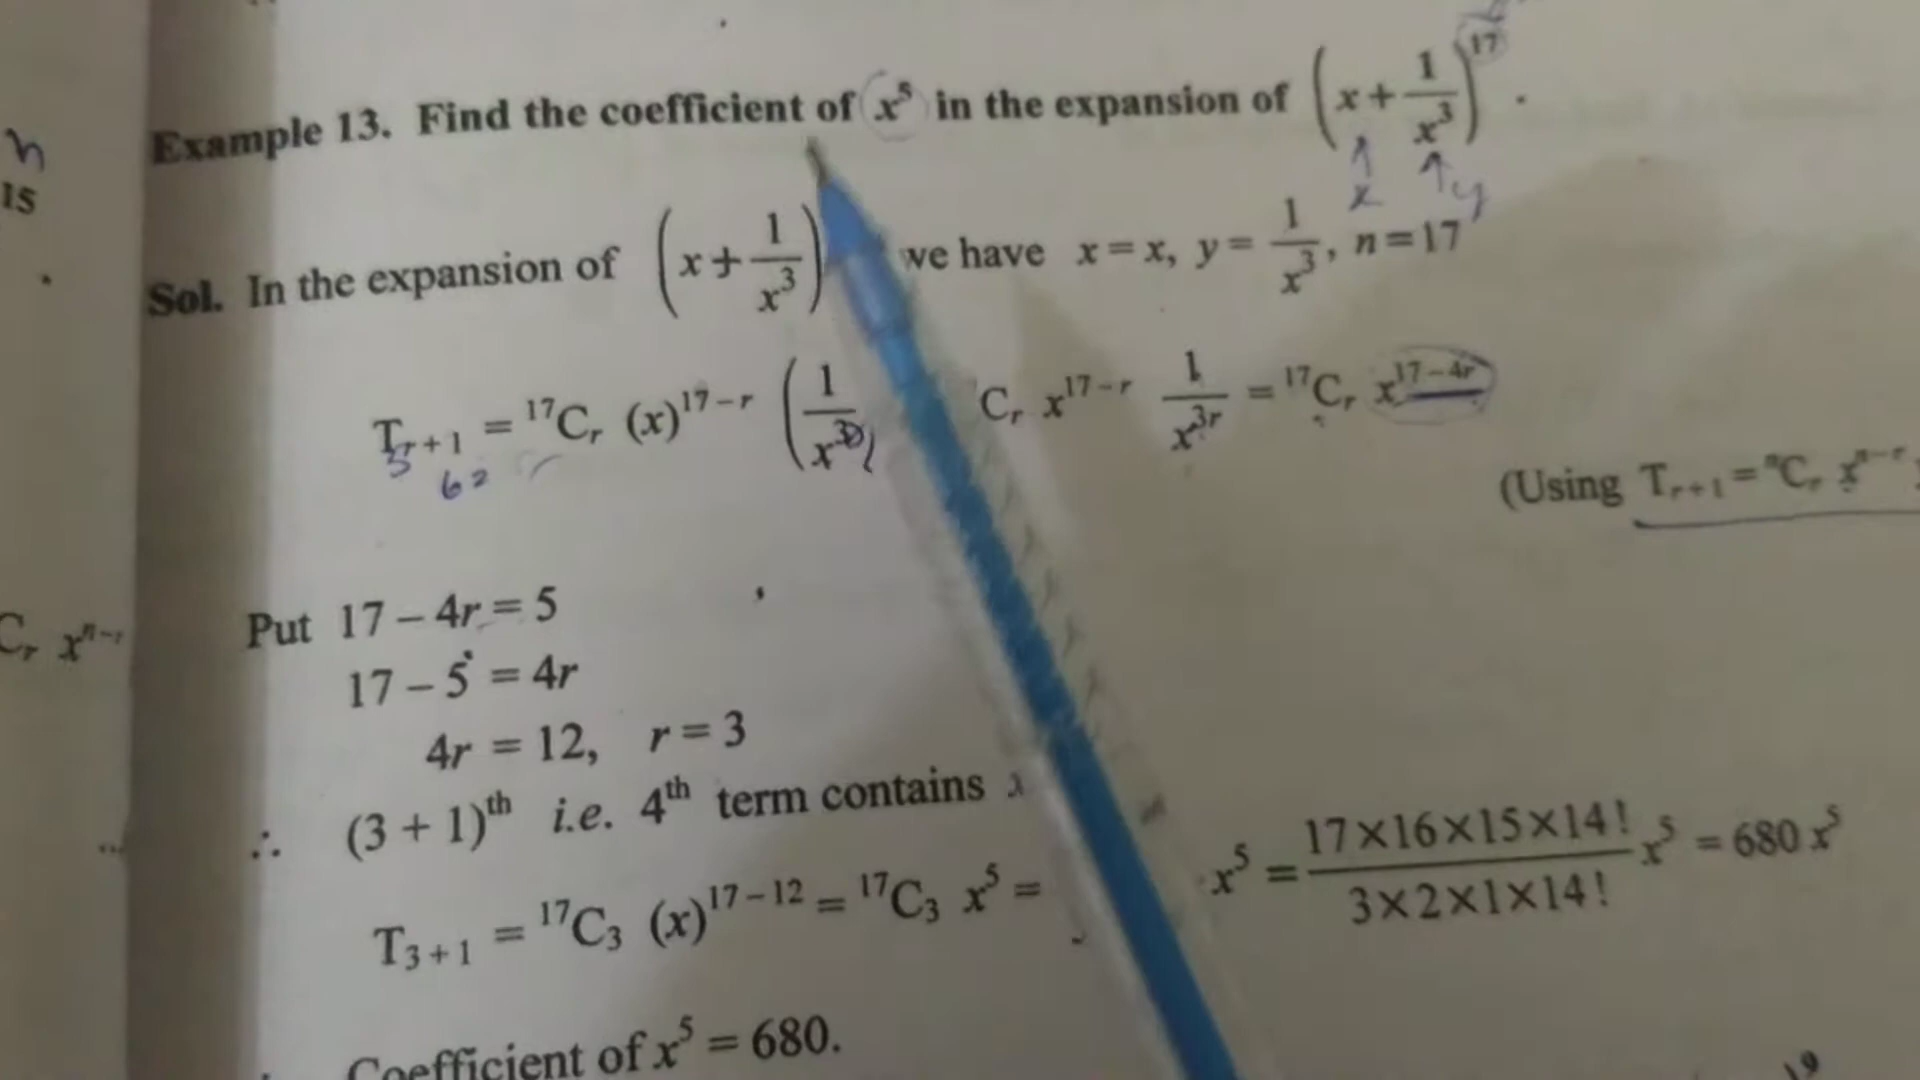 Example 13. Find the coefficient of x⁵ in the expansion of (x + 1/x³)¹⁷.
x y
Sol. In the expansion of (x + 1/x³) we have x = x, y = 1/x³, n = 17
Tᵣ₊₁ = ¹⁷Cᵣ (x)¹⁷⁻ʳ (1/x³ Cᵣ x¹⁷⁻ʳ 1/x³ʳ = ¹⁷Cᵣ x¹⁷⁻⁴ʳ
(Using Tᵣ₊₁ = ⁿCᵣ xⁿ⁻ʳ
Put 17 – 4r = 5
17 – 5 = 4r
4r = 12, r = 3
∴ (3 + 1)ᵗʰ i.e. 4ᵗʰ term contains
T₃₊₁ = ¹⁷C₃ (x)¹⁷⁻¹² = ¹⁷C₃ x⁵ = x⁵ = 17×16×15×14!/3×2×1×14! x⁵ = 680 x⁵
Coefficient of x⁵ = 680.
n
15
Cᵣ xⁿ⁻ʳ
19